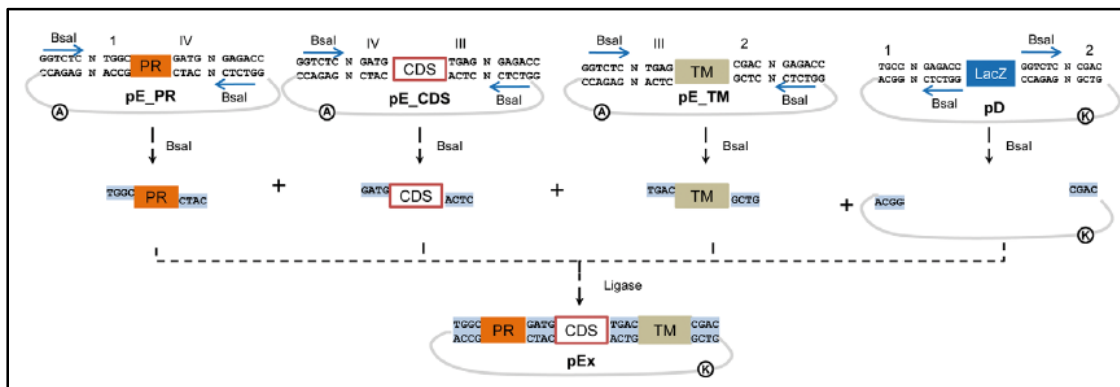 BsaI 1 IV
GGTCTC N TGGC PR GATG N GAGACC
CCAGAG N ACCG CTAC N CTCTGG
BsaI
pE_PR
A
BsaI IV III
GGTCTC N GATG CDS TGAG N GAGACC
CCAGAG N CTAC ACTC N CTCTGG
BsaI
pE_CDS
A
BsaI III 2
GGTCTC N TGAG TM CGAC N GAGACC
CCAGAG N ACTC GCTC N CTCTGG
BsaI
pE_TM
A
1 BsaI 2
TGCC N GAGACC LacZ GGTCTC N CGAC
ACGG N CTCTGG CCAGAG N GCTG
BsaI
pD
K
BsaI BsaI BsaI BsaI
TGGC PR CTAC + GATG CDS ACTC + TGAC TM GCTG + ACGG CGAC
K
Ligase
TGGC PR GATG CDS TGAC TM CGAC
ACCG CTAC ACTG GCTG
pEx
K